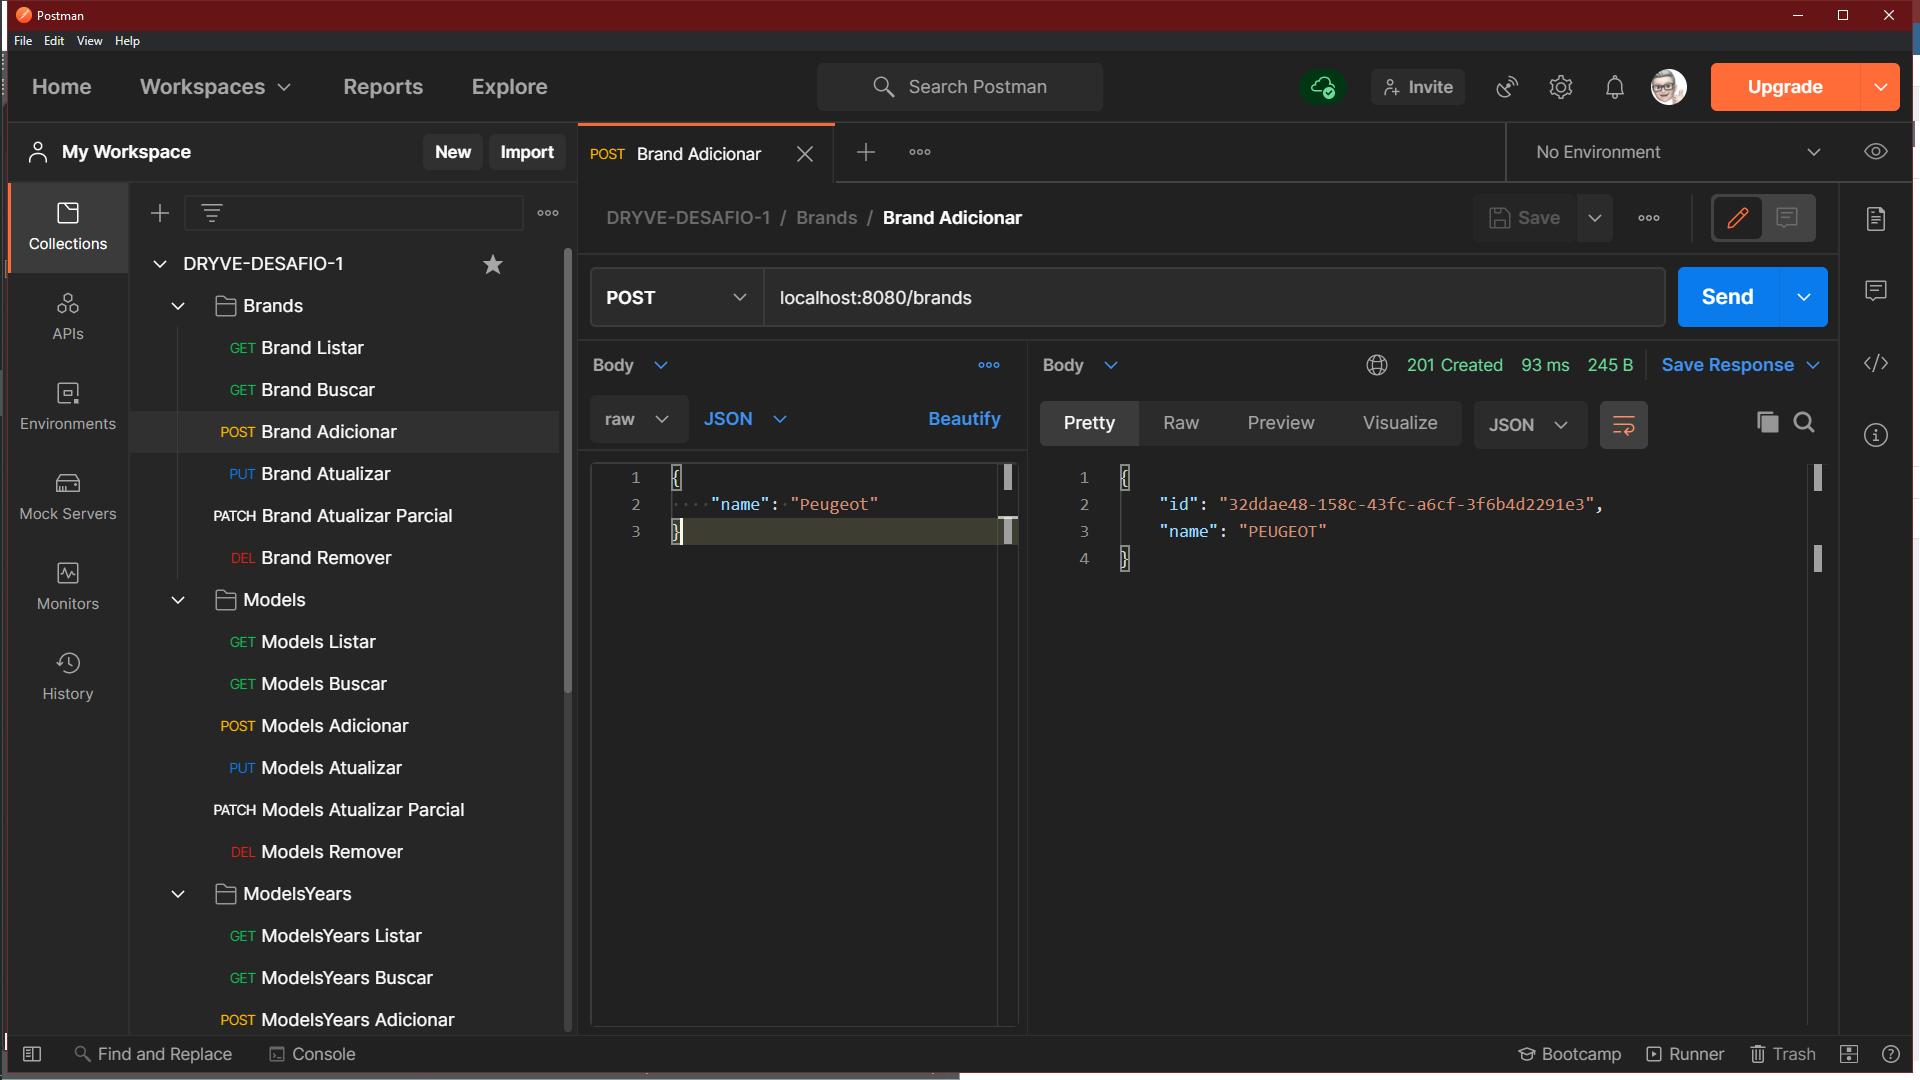 Postman
File Edit View Help
Home Workspaces Reports Explore Search Postman Invite Upgrade
My Workspace New Import POST Brand Adicionar No Environment
DRYVE-DESAFIO-1 / Brands / Brand Adicionar Save
Collections
DRYVE-DESAFIO-1
POST localhost:8080/brands Send
Brands
APIs
GET Brand Listar
Body Body 201 Created 93 ms 245 B Save Response
GET Brand Buscar
Environments
raw JSON Beautify Pretty Raw Preview Visualize JSON
POST Brand Adicionar
PUT Brand Atualizar
1 { 1 {
2 "name": "Peugeot" 2 "id": "32ddae48-158c-43fc-a6cf-3f6b4d2291e3",
3 } 3 "name": "PEUGEOT"
4 }
Mock Servers
PATCH Brand Atualizar Parcial
DEL Brand Remover
Monitors
Models
GET Models Listar
History
GET Models Buscar
POST Models Adicionar
PUT Models Atualizar
PATCH Models Atualizar Parcial
DEL Models Remover
ModelsYears
GET ModelsYears Listar
GET ModelsYears Buscar
POST ModelsYears Adicionar
Find and Replace Console Bootcamp Runner Trash